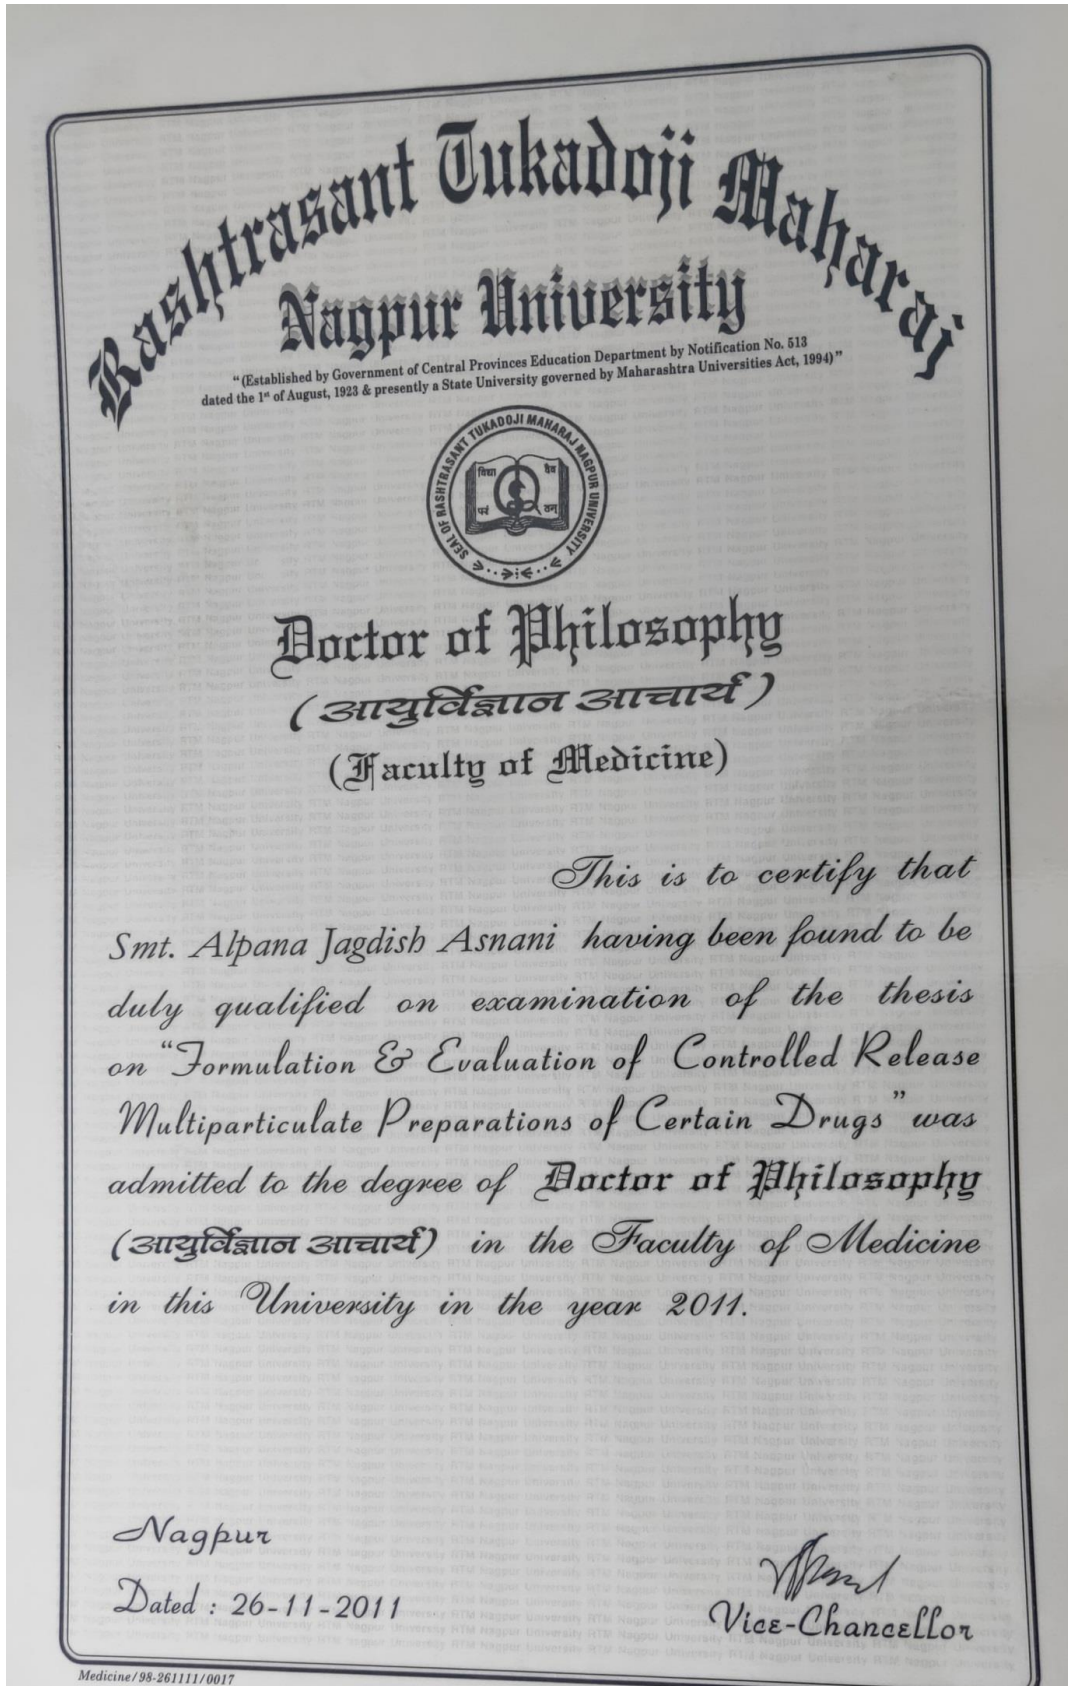 Rashtrasant Tukadoji Maharaj
Nagpur University
"(Established by Government of Central Provinces Education Department by Notification No. 513
dated the 1st of August, 1923 & presently a State University governed by Maharashtra Universities Act, 1994)"
SEAL OF RASHTRASANT TUKADOJI MAHARAJ NAGPUR UNIVERSITY
विद्या दैव
परं तम्
Doctor of Philosophy
(आयुर्विज्ञान आचार्य)
(Faculty of Medicine)
This is to certify that
Smt. Alpana Jagdish Asnani having been found to be
duly qualified on examination of the thesis
on "Formulation & Evaluation of Controlled Release
Multiparticulate Preparations of Certain Drugs" was
admitted to the degree of Doctor of Philosophy
(आयुर्विज्ञान आचार्य) in the Faculty of Medicine
in this University in the year 2011.
Nagpur
Dated : 26-11-2011
Vice-Chancellor
Medicine/98-261111/0017